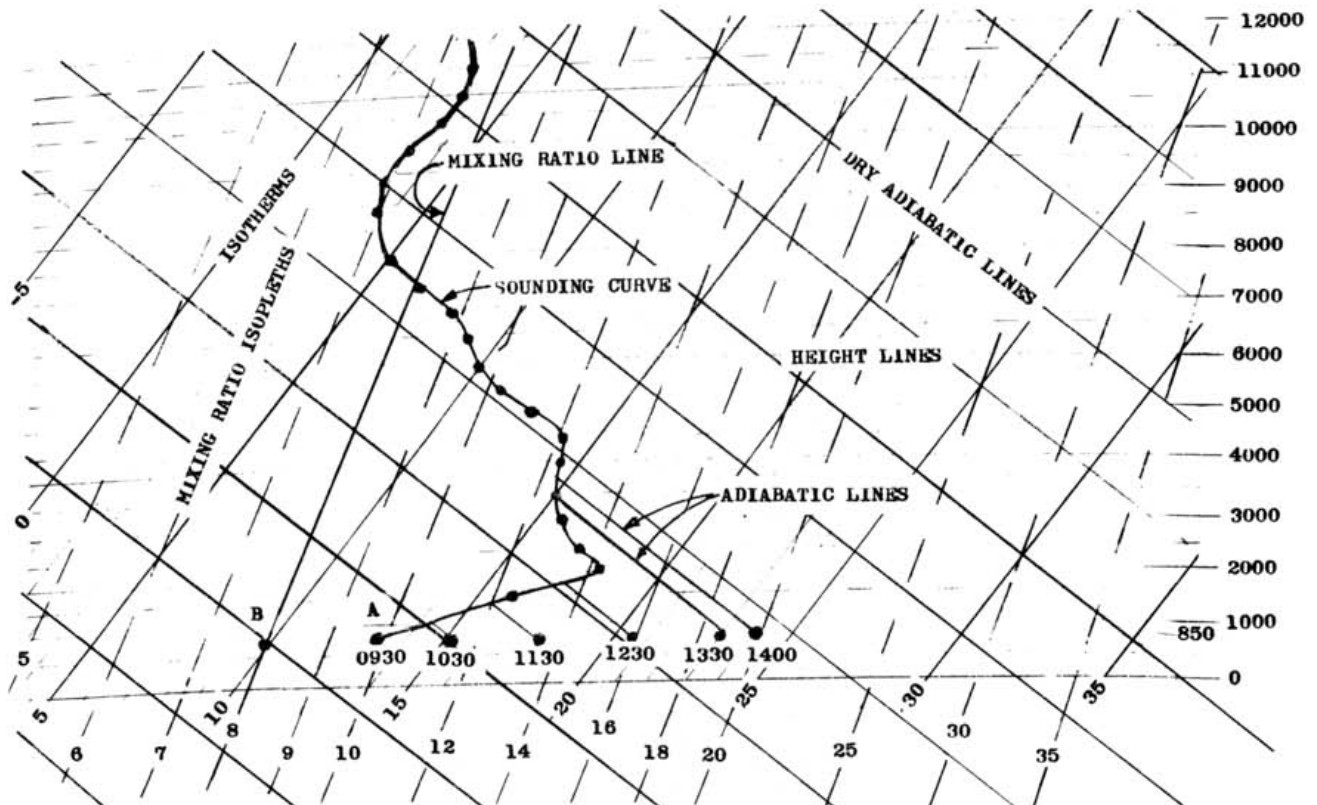 12000
11000
10000
9000
8000
7000
6000
5000
4000
3000
2000
1000
850
0
MIXING RATIO LINE
DRY ADIABATIC LINES
ISOTHERMS
MIXING RATIO ISOPLETHS
SOUNDING CURVE
HEIGHT LINES
ADIABATIC LINES
-5
0
5
B
A
0930 1030 1130 1230 1330 1400
5 10 15 20 25 30 35
6 7 8 9 10 12 14 16 18 20 25 30 35